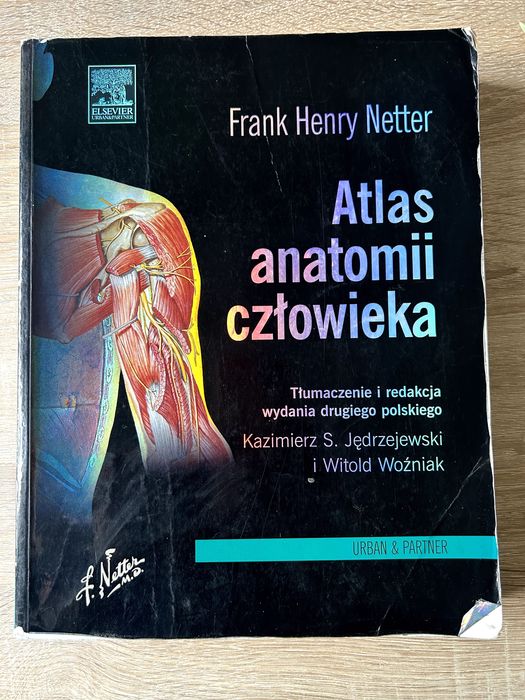 ELSEVIER
URBAN&PARTNER
Frank Henry Netter
Atlas
anatomii
człowieka
Tłumaczenie i redakcja
wydania drugiego polskiego
Kazimierz S. Jędrzejewski
i Witold Woźniak
URBAN & PARTNER
F. Netter
M.D.